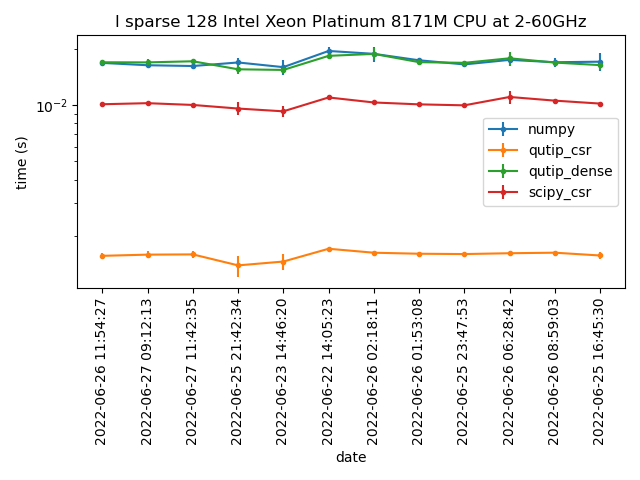 l sparse 128 Intel Xeon Platinum 8171M CPU at 2-60GHz
time (s)
10⁻²
numpy
qutip_csr
qutip_dense
scipy_csr
2022-06-26 11:54:27
2022-06-27 09:12:13
2022-06-27 11:42:35
2022-06-25 21:42:34
2022-06-23 14:46:20
2022-06-22 14:05:23
2022-06-26 02:18:11
2022-06-26 01:53:08
2022-06-25 23:47:53
2022-06-26 06:28:42
2022-06-26 08:59:03
2022-06-25 16:45:30
date